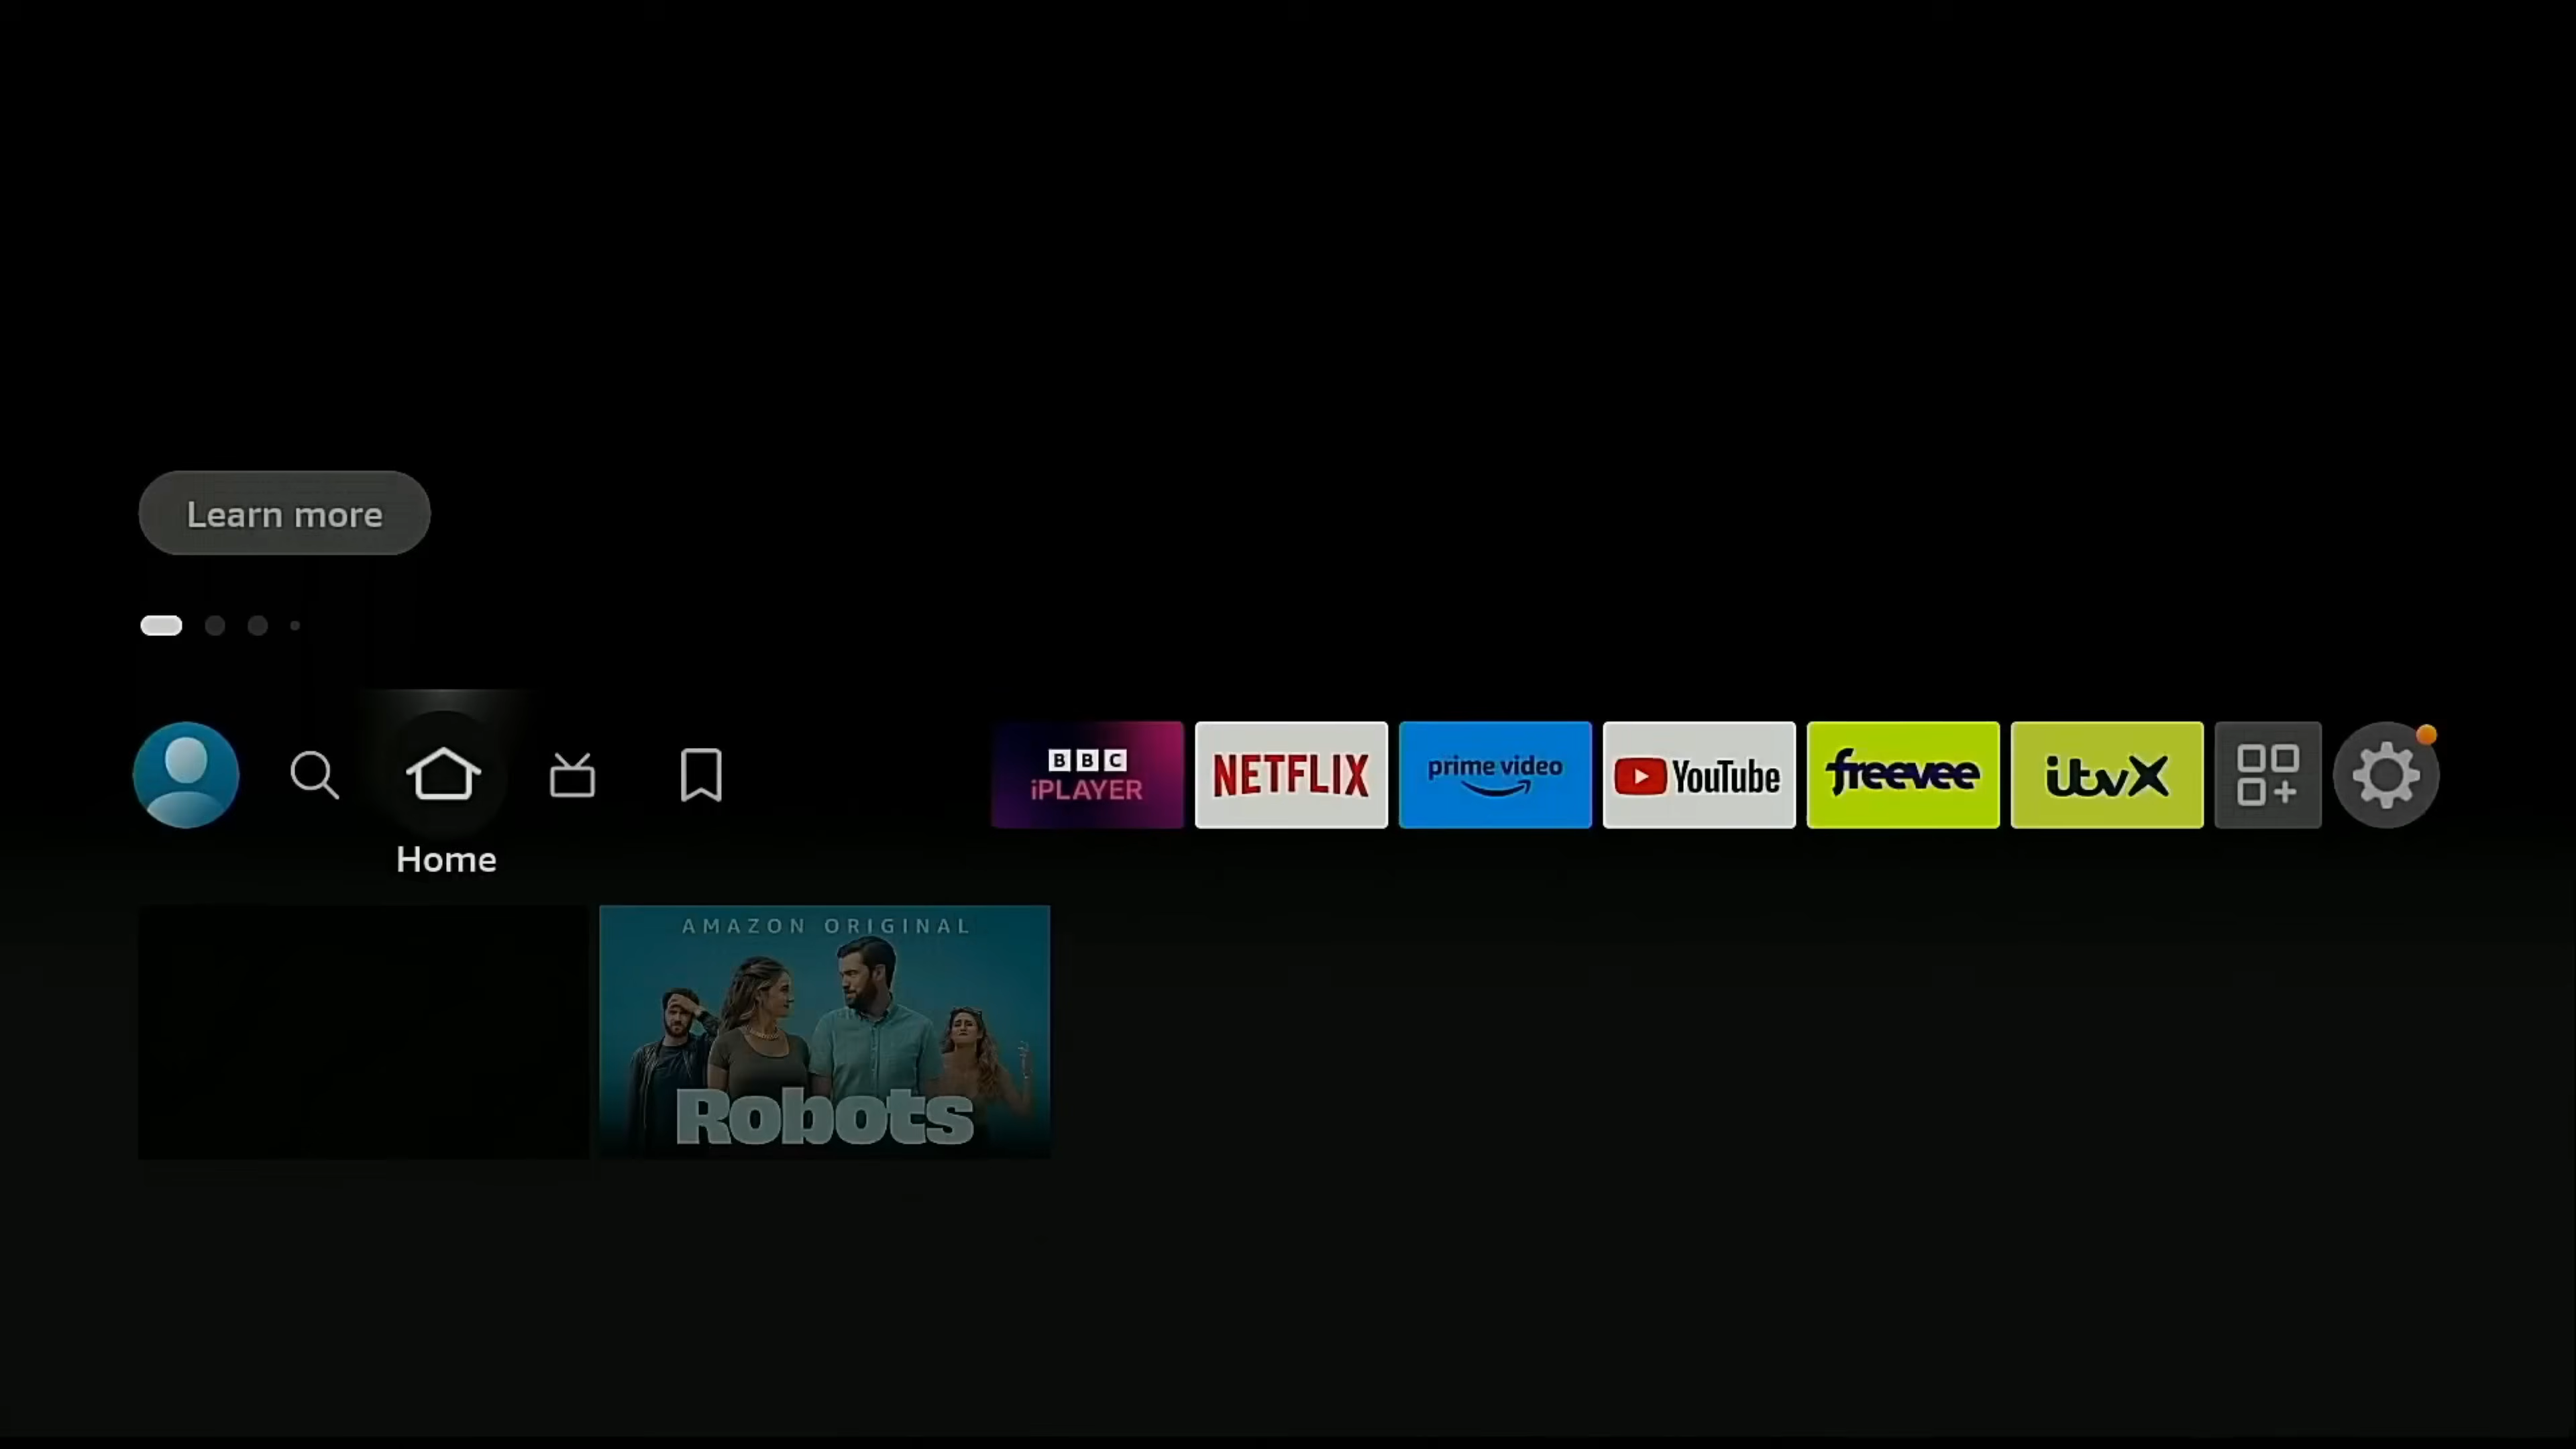 Learn more
BBC
iPLAYER
NETFLIX
prime video
YouTube
freevee
itvX
Home
AMAZON ORIGINAL
Robots